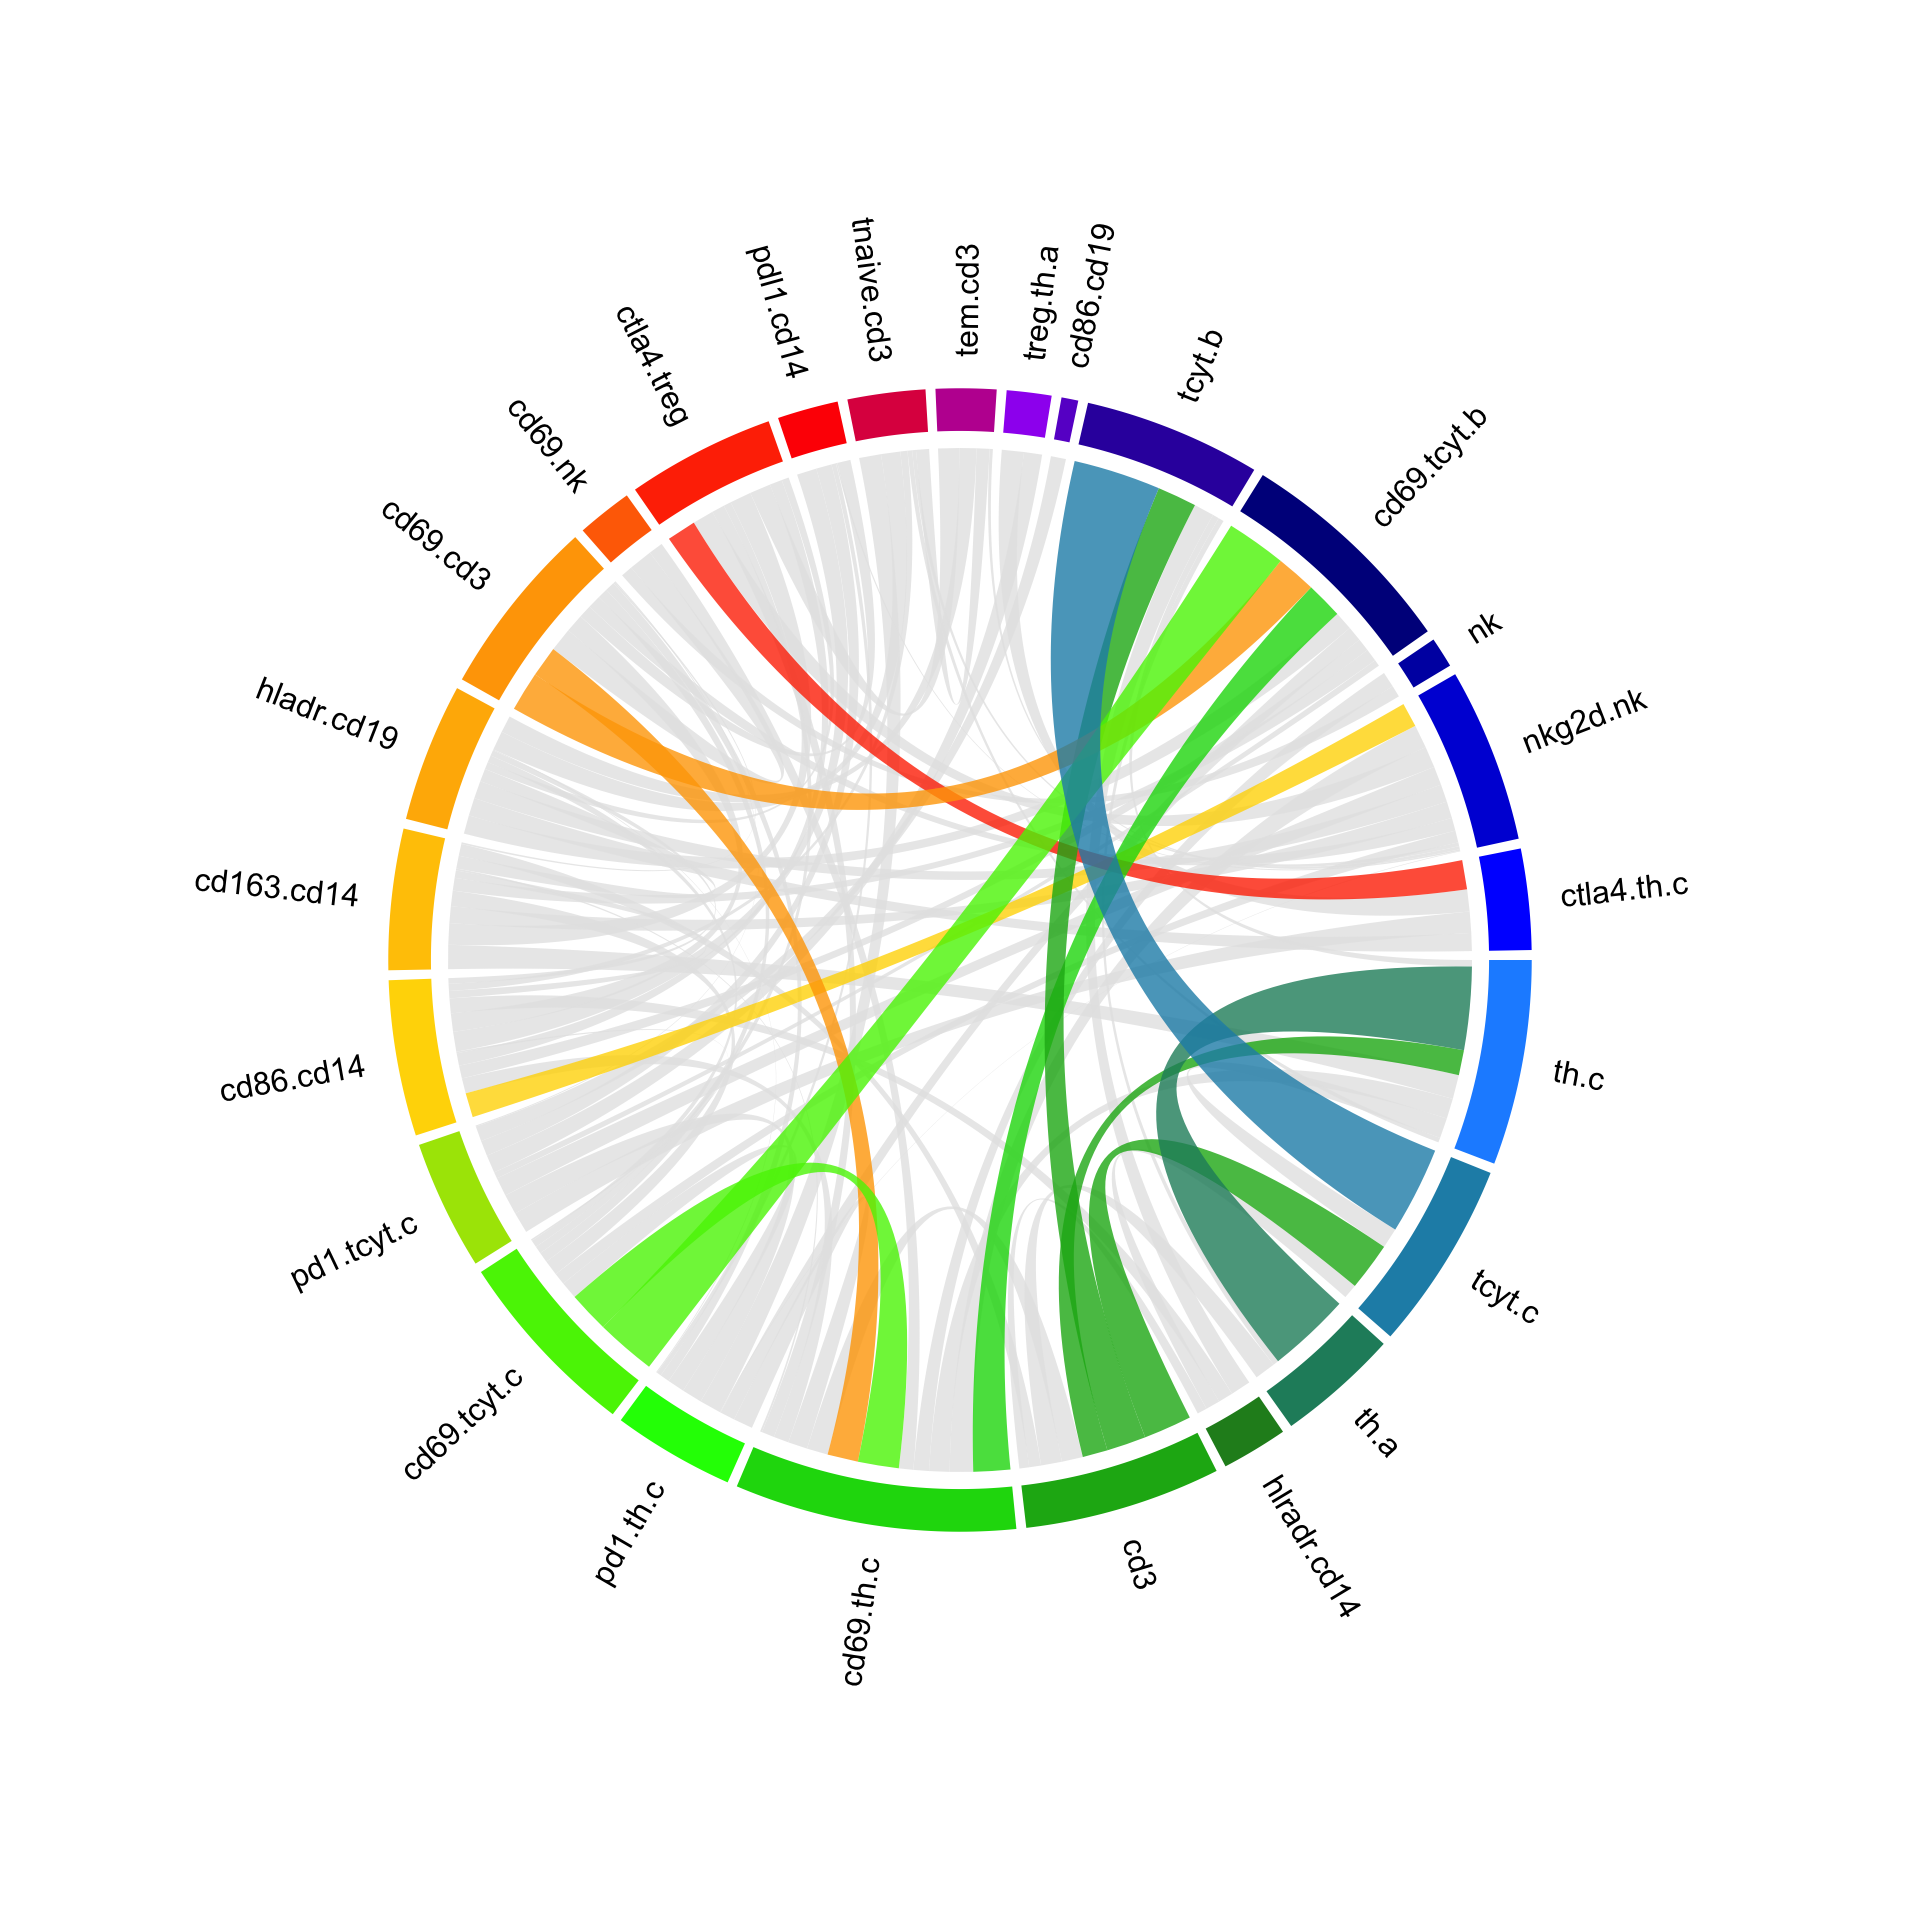 tem.cd3
treg.th.a
cd86.cd19
tcyt.b
cd69.tcyt.b
nk
nkg2d.nk
ctla4.th.c
th.c
tcyt.c
th.a
hlradr.cd14
cd3
cd69.th.c
pd1.th.c
cd69.tcyt.c
pd1.tcyt.c
cd86.cd14
cd163.cd14
hladr.cd19
cd69.cd3
cd69.nk
ctla4.treg
pdl1.cd14
tnaive.cd3